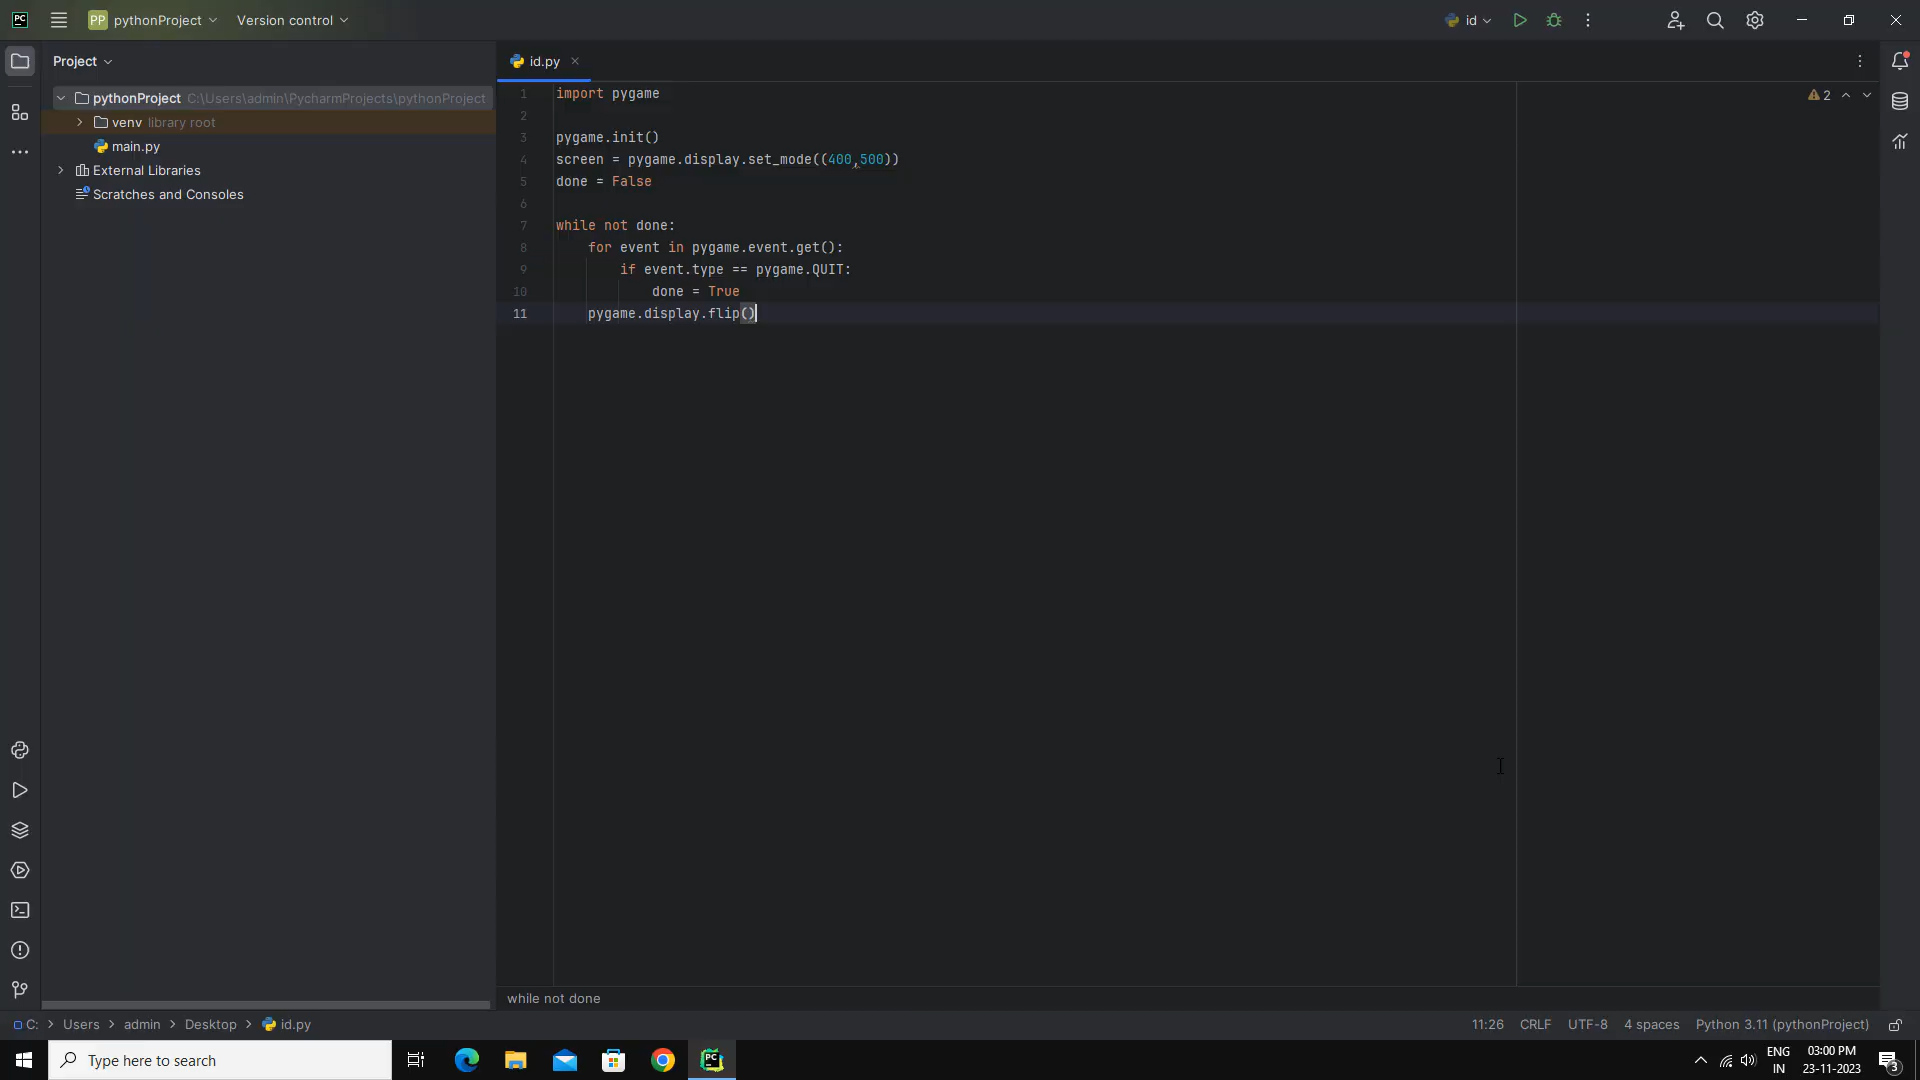 PC
PP pythonProject
Version control
id
Project
id.py
2
pythonProject C:\Users\admin\PycharmProjects\pythonProject
venv library root
main.py
External Libraries
Scratches and Consoles
1 import pygame
2
3 pygame.init()
4 screen = pygame.display.set_mode((400,500))
5 done = False
6
7 while not done:
8 for event in pygame.event.get():
9 if event.type == pygame.QUIT:
10 done = True
11 pygame.display.flip()
while not done
C: > Users > admin > Desktop > id.py
11:26 CRLF UTF-8 4 spaces Python 3.11 (pythonProject)
Type here to search
PC
ENG
IN
03:00 PM
23-11-2023
3